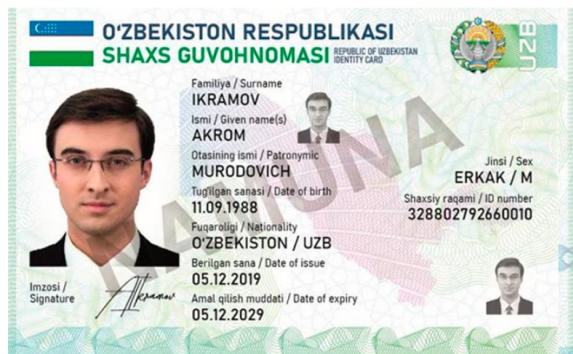 O'ZBEKISTON RESPUBLIKASI
SHAXS GUVOHNOMASI REPUBLIC OF UZBEKISTAN IDENTITY CARD
UZB
Familiya / Surname
IKRAMOV
Ismi / Given name(s)
AKROM
Otasining ismi / Patronymic
MURODOVICH
Jinsi / Sex
ERKAK / M
Tug'ilgan sanasi / Date of birth
11.09.1988
Shaxsiy raqami / ID number
328802792660010
Fuqaroligi / Nationality
O'ZBEKISTON / UZB
Berilgan sana / Date of issue
05.12.2019
Imzosi /
Signature
Alkramov
Amal qilish muddati / Date of expiry
05.12.2029
NAMUNA